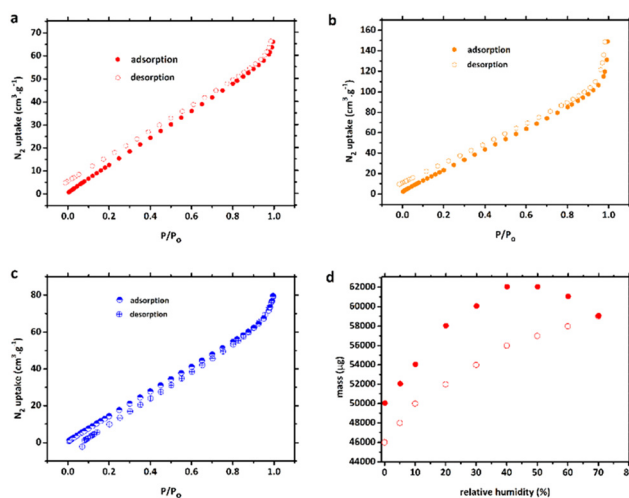 a
70
60
50
40
30
20
10
0
N₂ uptake (cm³·g⁻¹)
adsorption
desorption
0.0 0.2 0.4 0.6 0.8 1.0
P/P₀
b
160
140
120
100
80
60
40
20
0
N₂ uptake (cm³·g⁻¹)
adsorption
desorption
0.0 0.2 0.4 0.6 0.8 1.0
P/P₀
c
80
60
40
20
0
N₂ uptake (cm³·g⁻¹)
adsorption
desorption
0.0 0.2 0.4 0.6 0.8 1.0
P/P₀
d
62000
60000
58000
56000
54000
52000
50000
48000
46000
44000
mass (µg)
0 10 20 30 40 50 60 70 80
relative humidity (%)